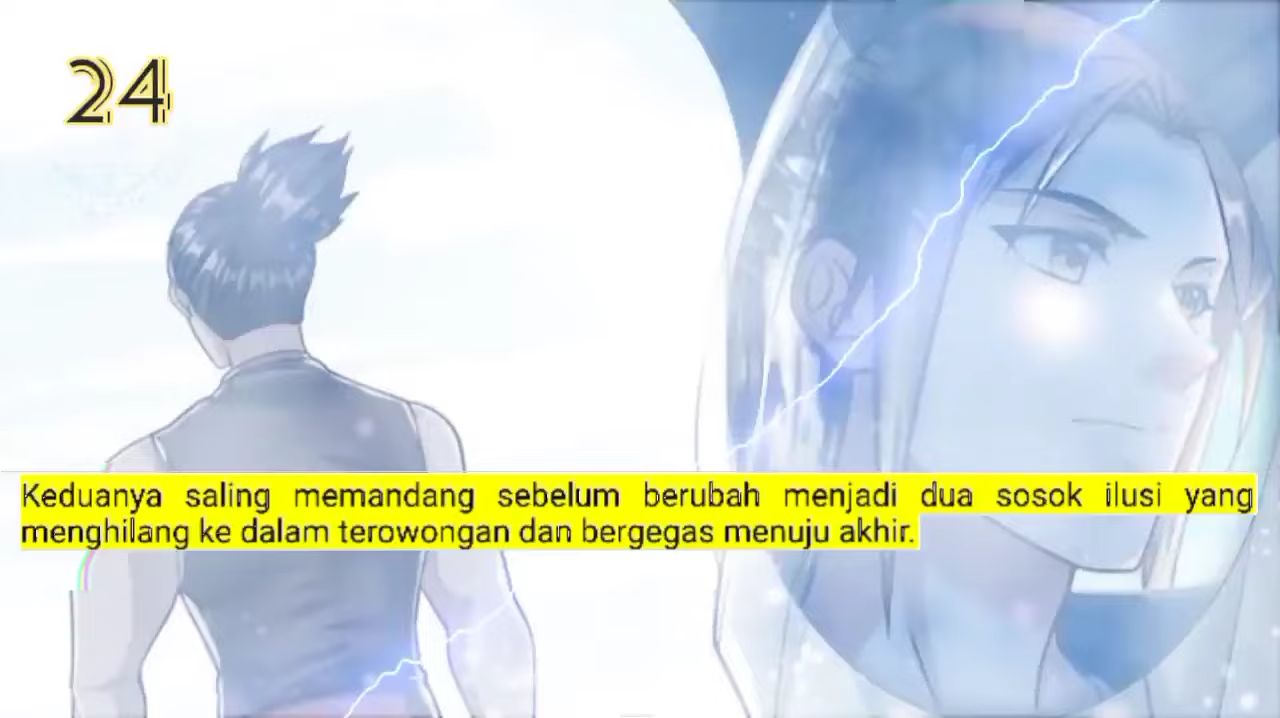 24
Keduanya saling memandang sebelum berubah menjadi dua sosok ilusi yang
menghilang ke dalam terowongan dan bergegas menuju akhir.